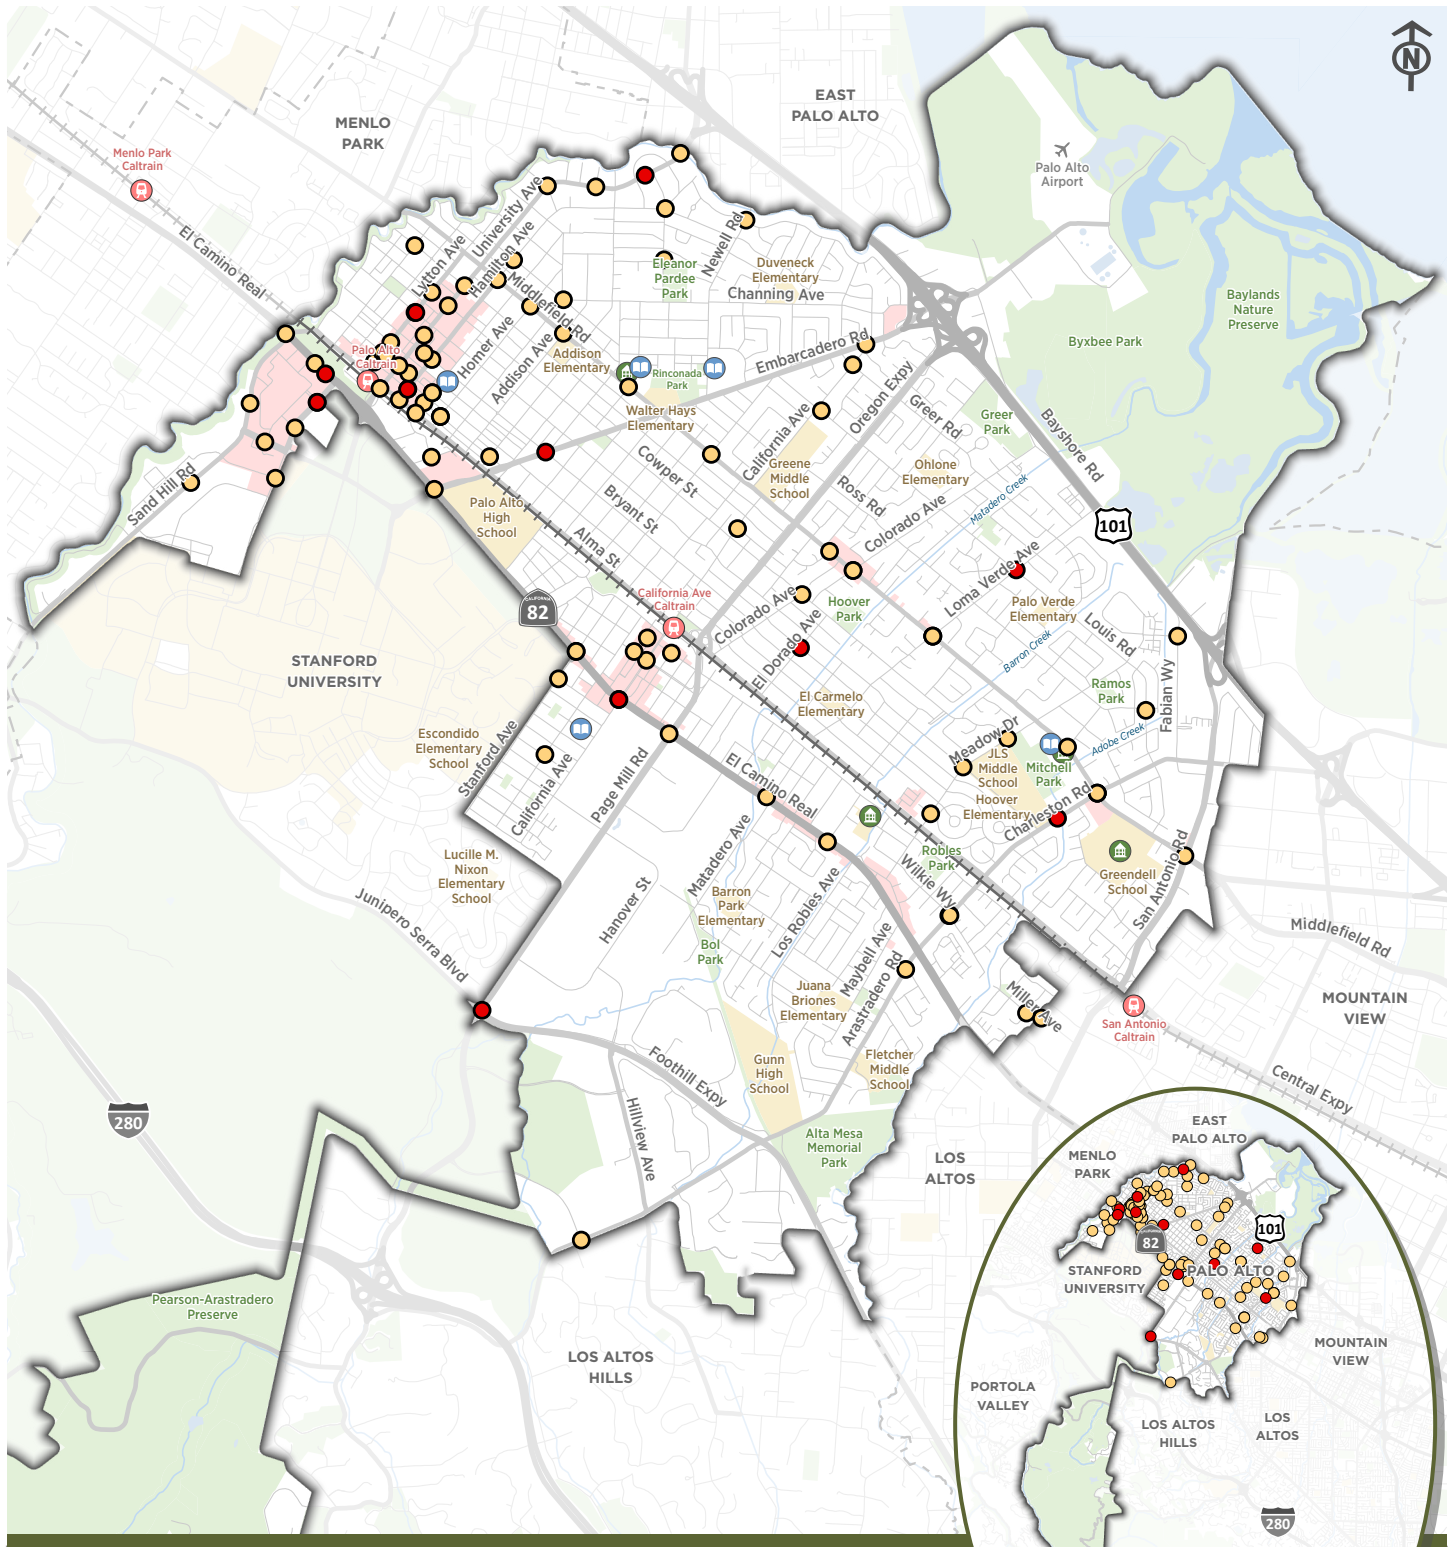 N
EAST
PALO ALTO
MENLO
PARK
Menlo Park
Caltrain
Palo Alto
Airport
El Camino Real
University Ave
Lytton Ave
Hamilton Ave
Newell Rd
Eleanor
Pardee
Park
Duveneck
Elementary
Channing Ave
Baylands
Nature
Preserve
Byxbee Park
Middlefield Rd
Homer Ave
Addison Ave
Addison
Elementary
Palo Alto
Caltrain
Embarcadero Rd
Rinconada
Park
Walter Hays
Elementary
California Ave
Oregon Expy
Greer Rd
Greer
Park
Bayshore Rd
Sand Hill Rd
Cowper St
Bryant St
Greene
Middle
School
Ross Rd
Ohlone
Elementary
Colorado Ave
Matadero Creek
101
Palo Alto
High
School
Alma St
CALIFORNIA
82
California Ave
Caltrain
Colorado Ave
El Dorado Ave
Hoover
Park
Loma Verde Ave
Palo Verde
Elementary
Louis Rd
Barron Creek
STANFORD
UNIVERSITY
Ramos
Park
Fabian Wy
El Carmelo
Elementary
Adobe Creek
Meadow Dr
JLS
Middle
School
Mitchell
Park
Hoover
Elementary
Charleston Rd
Escondido
Elementary
School
Stanford Ave
California Ave
Page Mill Rd
El Camino Real
Matadero Ave
Robles
Park
Wilkie Wy
Greendell
School
San Antonio Rd
Lucille M.
Nixon
Elementary
School
Junipero Serra Blvd
Hanover St
Barron
Park
Elementary
Los Robles Ave
Bol
Park
Maybell Ave
Arastradero Rd
Juana
Briones
Elementary
Miller Ave
Middlefield Rd
MOUNTAIN
VIEW
San Antonio
Caltrain
Central Expy
Foothill Expy
Gunn
High
School
Fletcher
Middle
School
Hillview Ave
Alta Mesa
Memorial
Park
280
LOS
ALTOS
Pearson-Arastradero
Preserve
LOS ALTOS
HILLS
EAST
PALO ALTO
MENLO
PARK
101
82
STANFORD
UNIVERSITY
PALO ALTO
MOUNTAIN
VIEW
PORTOLA
VALLEY
LOS ALTOS
HILLS
LOS
ALTOS
280